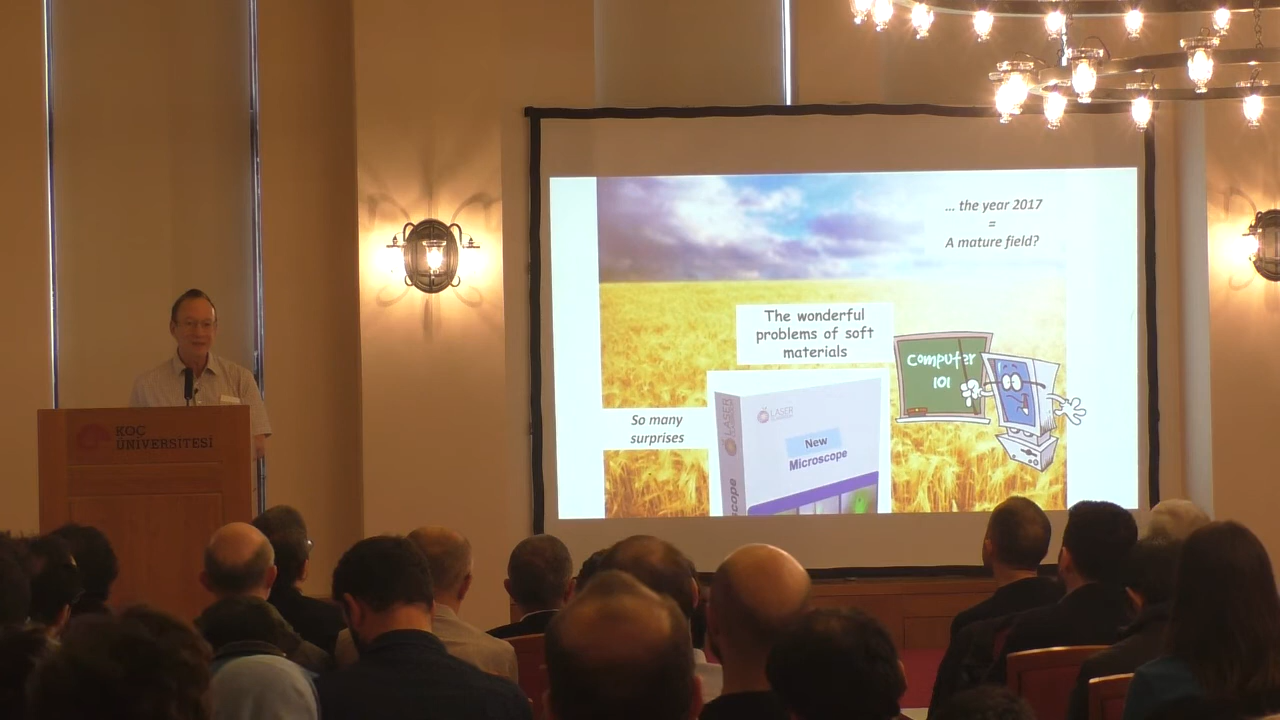 KOÇ
ÜNİVERSİTESİ
... the year 2017
=
A mature field?
The wonderful
problems of soft
materials
Computer
101
So many
surprises
LASER
New
Microscope
LASER
scope